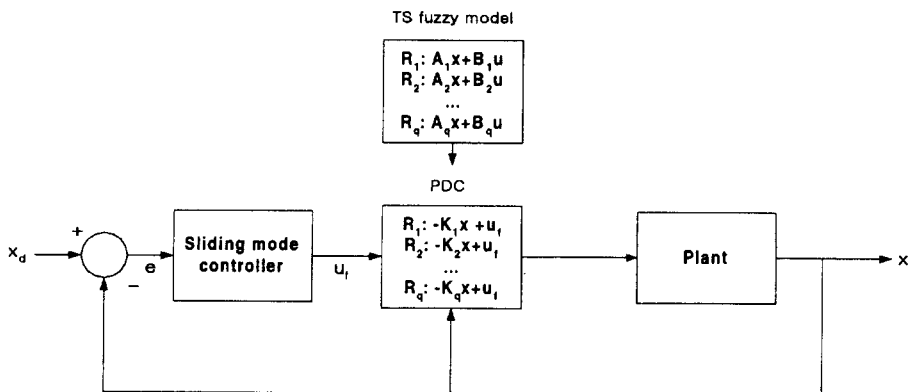 TS fuzzy model
R₁: A₁x+B₁u
R₂: A₂x+B₂u
...
R_q: A_qx+B_qu
PDC
x_d
+
−
e
Sliding mode
controller
u_f
R₁: -K₁x +u_f
R₂: -K₂x+u_f
...
R_q: -K_qx+u_f
Plant
x